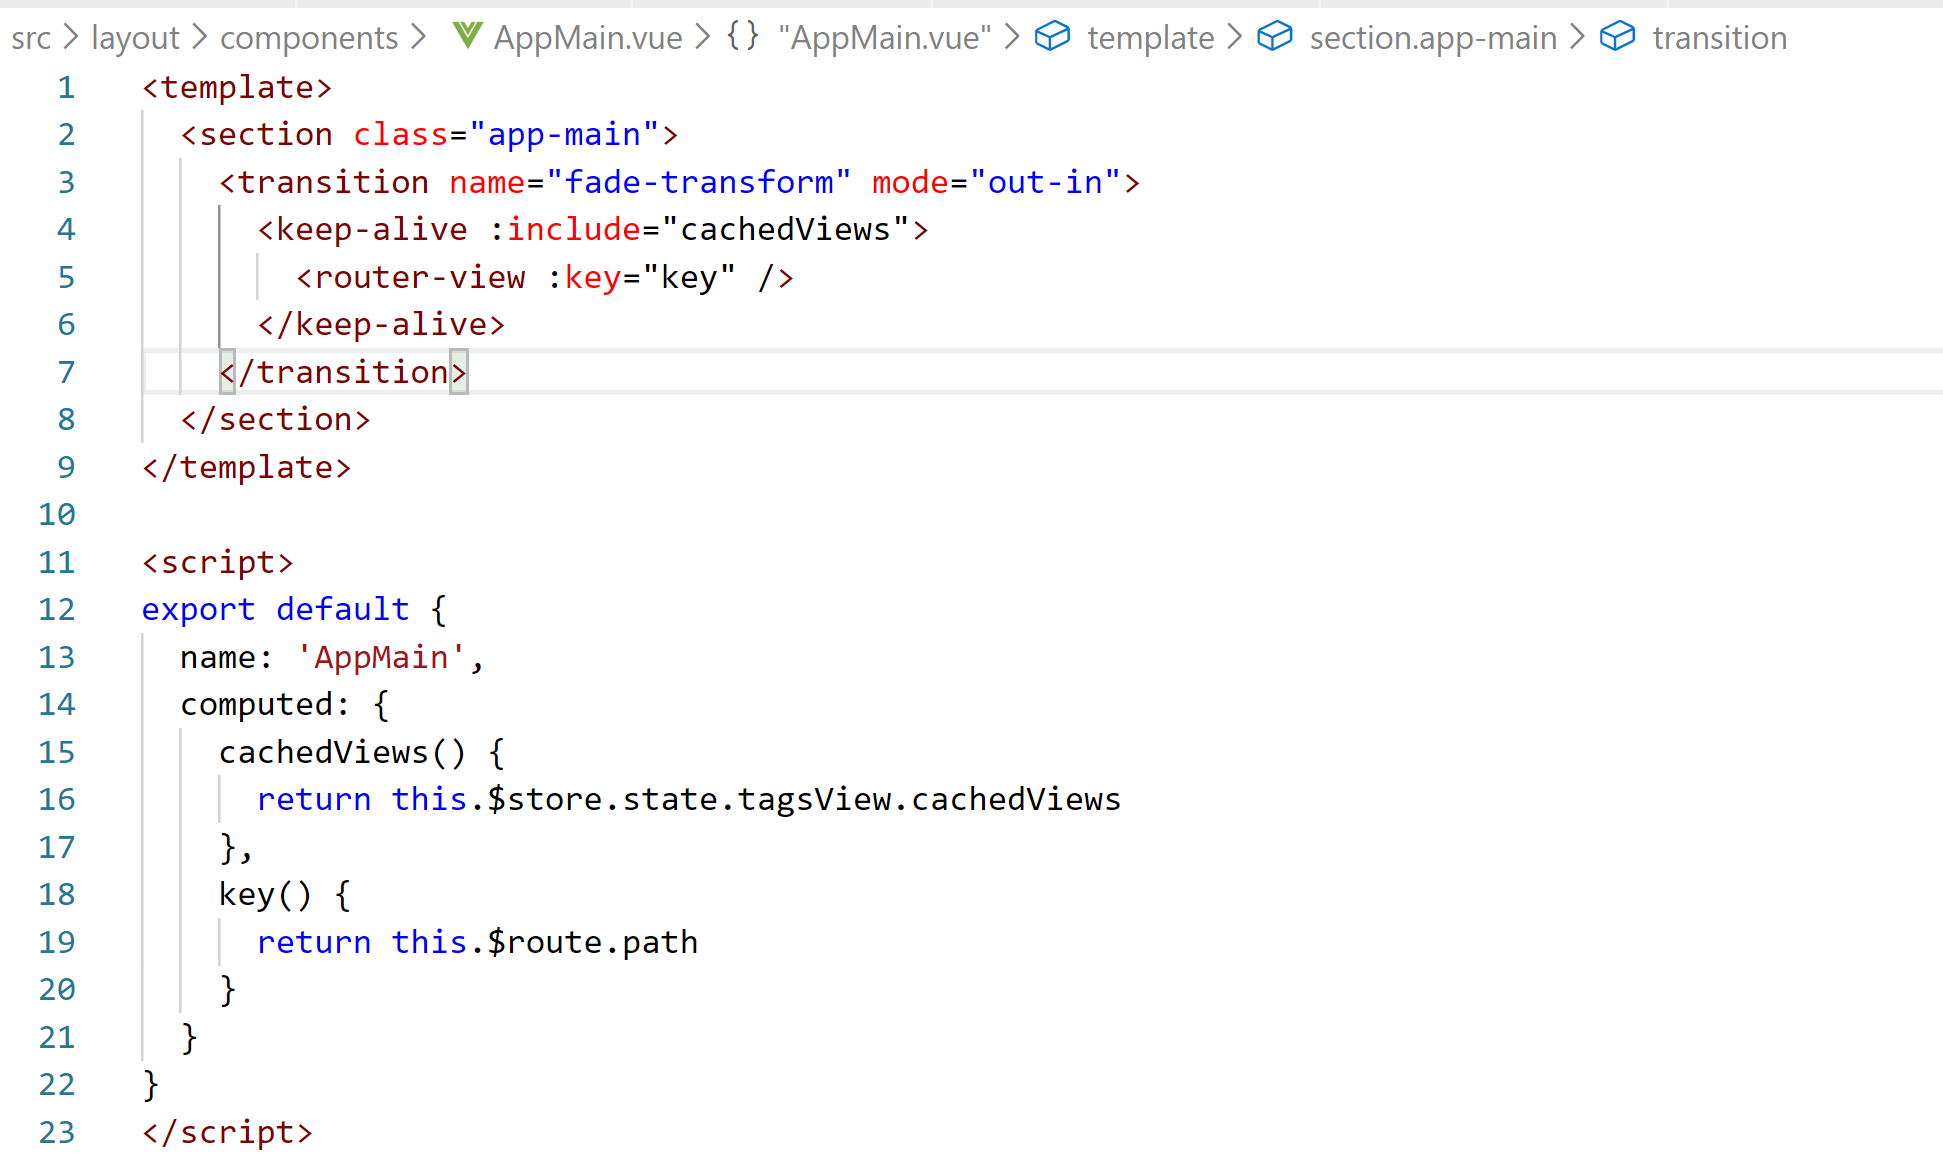 src > layout > components > AppMain.vue > {} "AppMain.vue" > template > section.app-main > transition
1 <template>
2 <section class="app-main">
3 <transition name="fade-transform" mode="out-in">
4 <keep-alive :include="cachedViews">
5 <router-view :key="key" />
6 </keep-alive>
7 </transition>
8 </section>
9 </template>
10
11 <script>
12 export default {
13 name: 'AppMain',
14 computed: {
15 cachedViews() {
16 return this.$store.state.tagsView.cachedViews
17 },
18 key() {
19 return this.$route.path
20 }
21 }
22 }
23 </script>